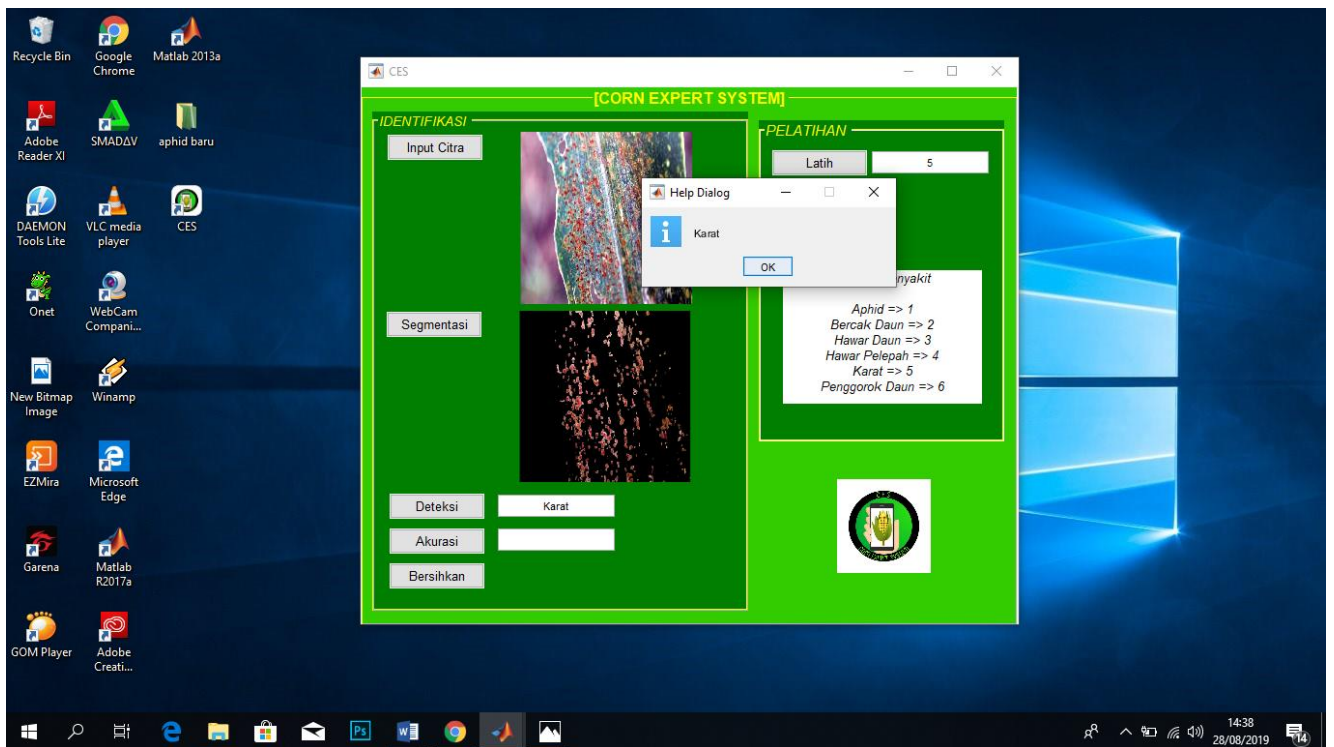 Recycle Bin
Google
Chrome
Matlab 2013a
Adobe
Reader XI
SMADΔV
aphid baru
DAEMON
Tools Lite
VLC media
player
CES
Onet
WebCam
Compani...
New Bitmap
Image
Winamp
EZMira
Microsoft
Edge
Garena
Matlab
R2017a
GOM Player
Adobe
Creati...
CES
[CORN EXPERT SYSTEM]
IDENTIFIKASI
Input Citra
Segmentasi
Deteksi
Karat
Akurasi
Bersihkan
PELATIHAN
Latih
5
Help Dialog
Karat
OK
nyakit
Aphid => 1
Bercak Daun => 2
Hawar Daun => 3
Hawar Pelepah => 4
Karat => 5
Penggorok Daun => 6
Ps
W
14:38
28/08/2019
14